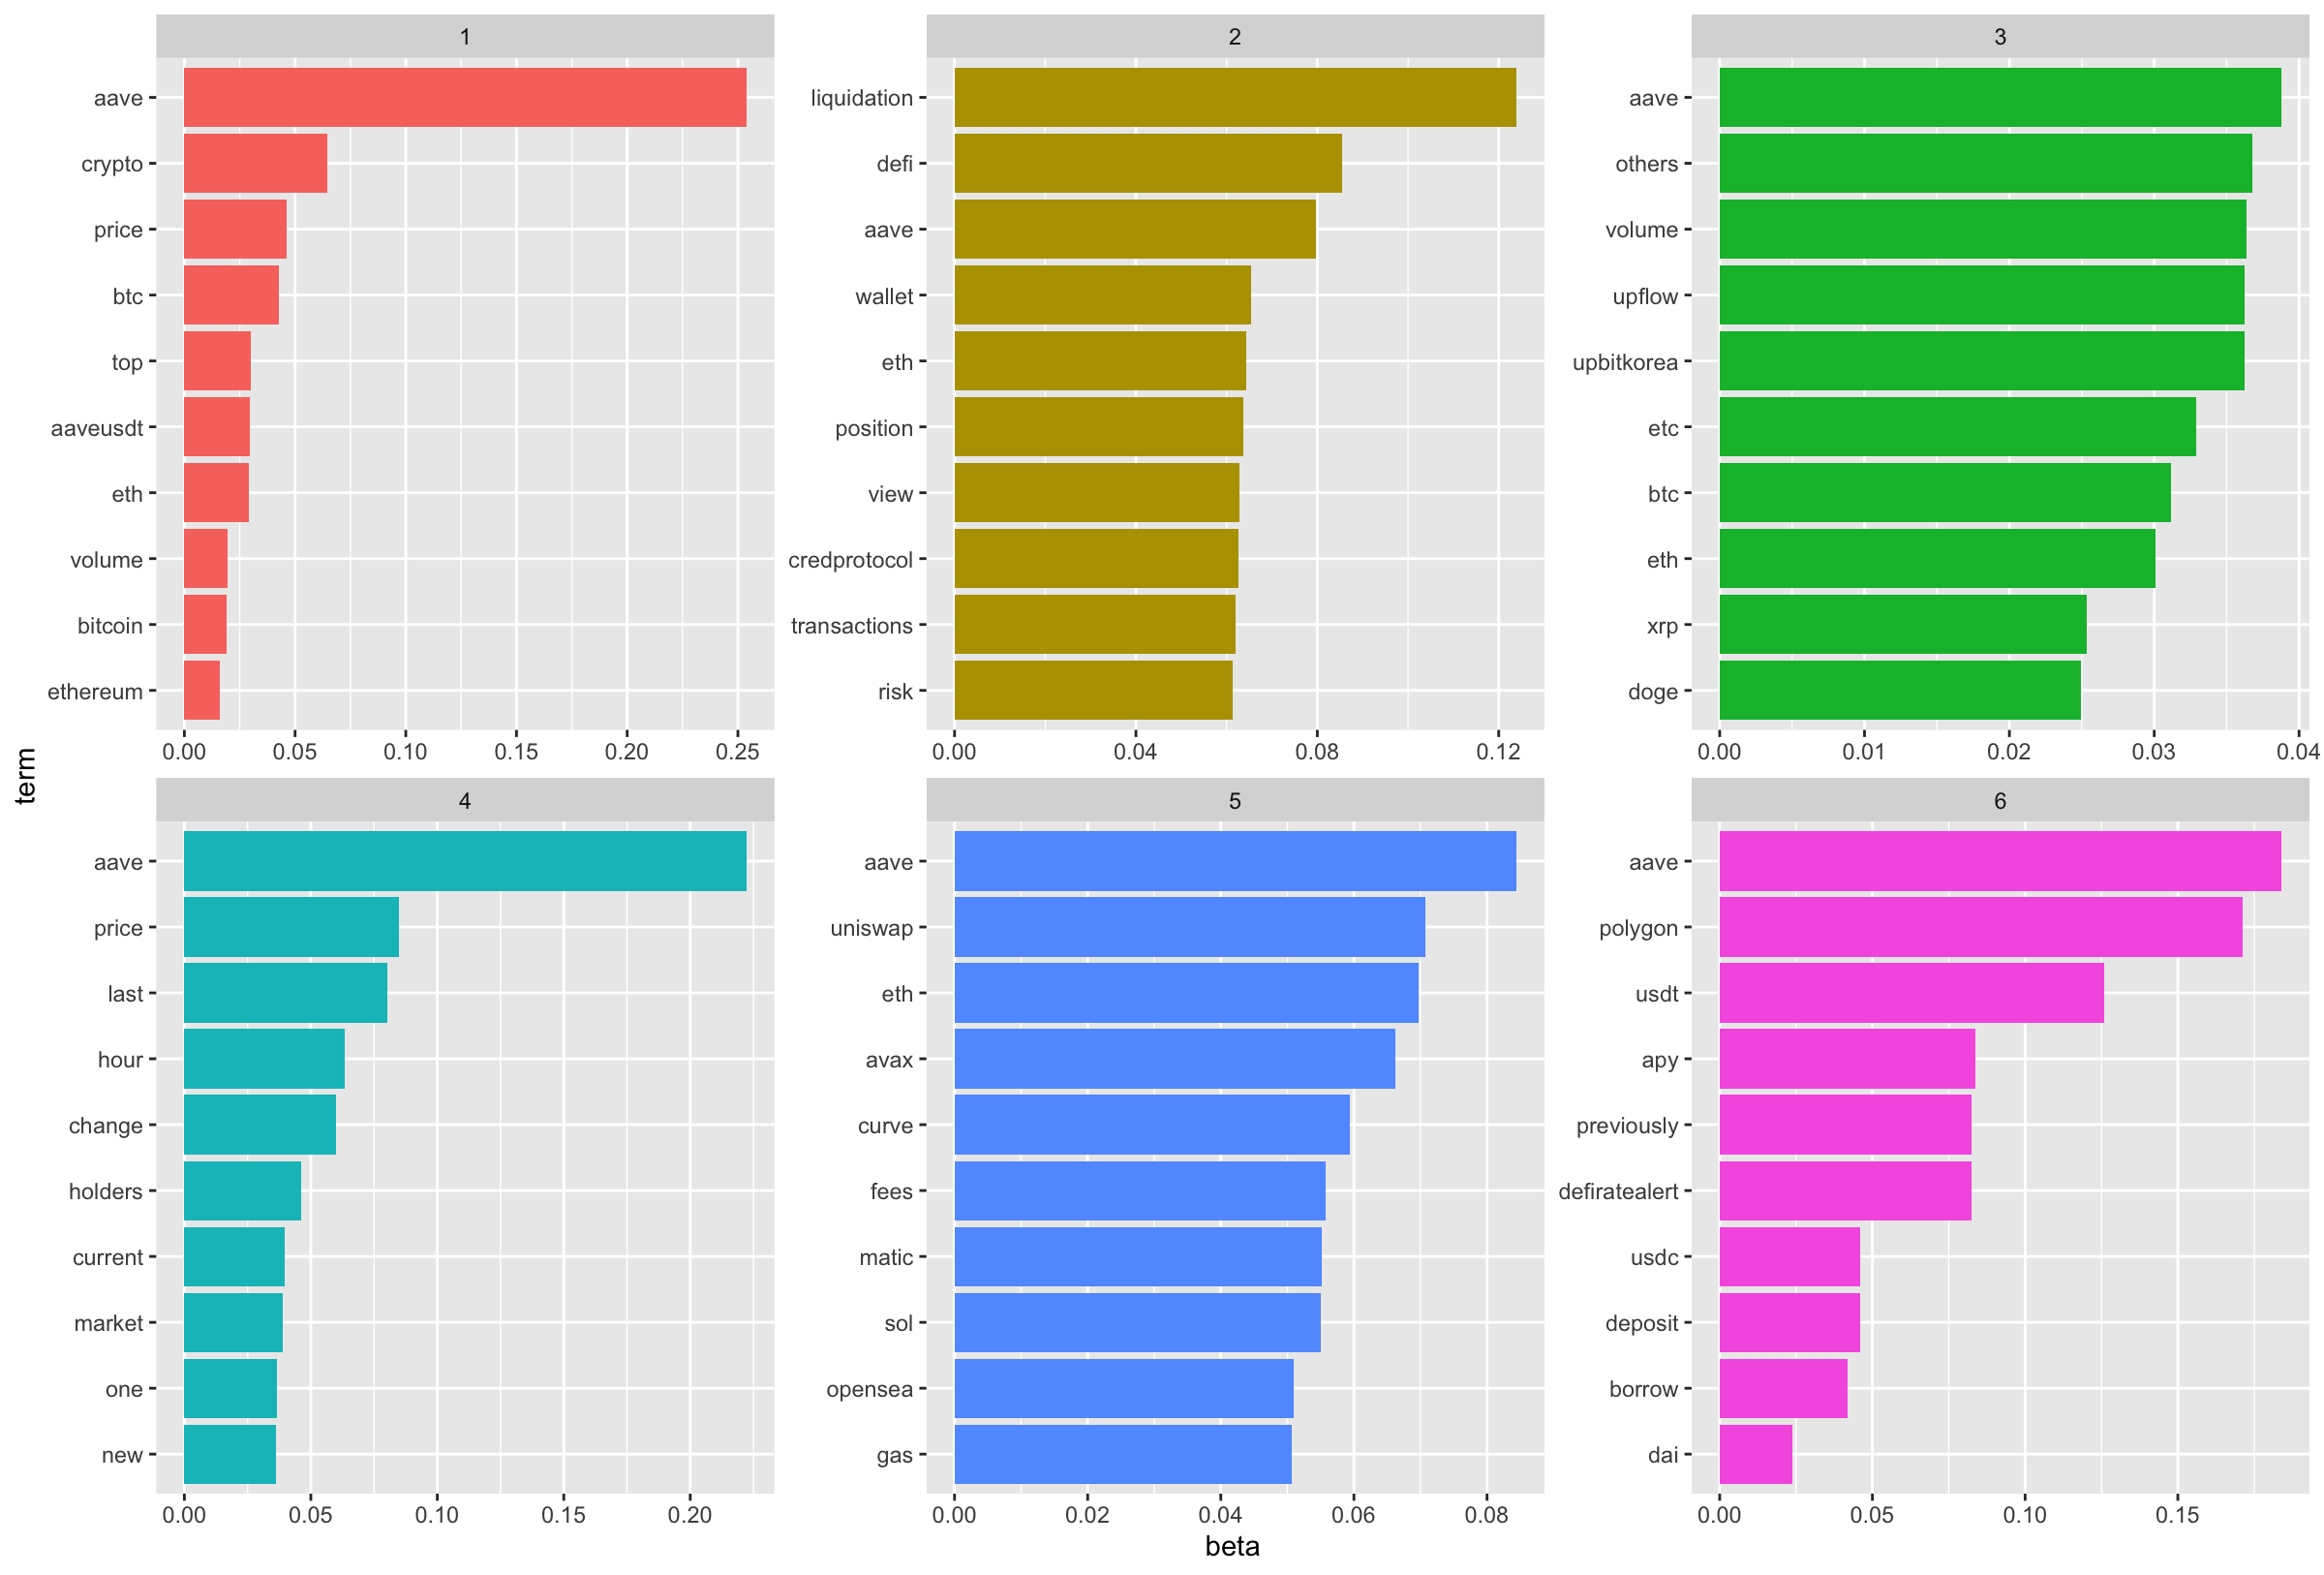 1
aave
crypto
price
btc
top
aaveusdt
eth
volume
bitcoin
ethereum
0.00 0.05 0.10 0.15 0.20 0.25
2
liquidation
defi
aave
wallet
eth
position
view
credprotocol
transactions
risk
0.00 0.04 0.08 0.12
3
aave
others
volume
upflow
upbitkorea
etc
btc
eth
xrp
doge
0.00 0.01 0.02 0.03 0.04
term
4
aave
price
last
hour
change
holders
current
market
one
new
0.00 0.05 0.10 0.15 0.20
5
aave
uniswap
eth
avax
curve
fees
matic
sol
opensea
gas
0.00 0.02 0.04 0.06 0.08
6
aave
polygon
usdt
apy
previously
defiratealert
usdc
deposit
borrow
dai
0.00 0.05 0.10 0.15
beta